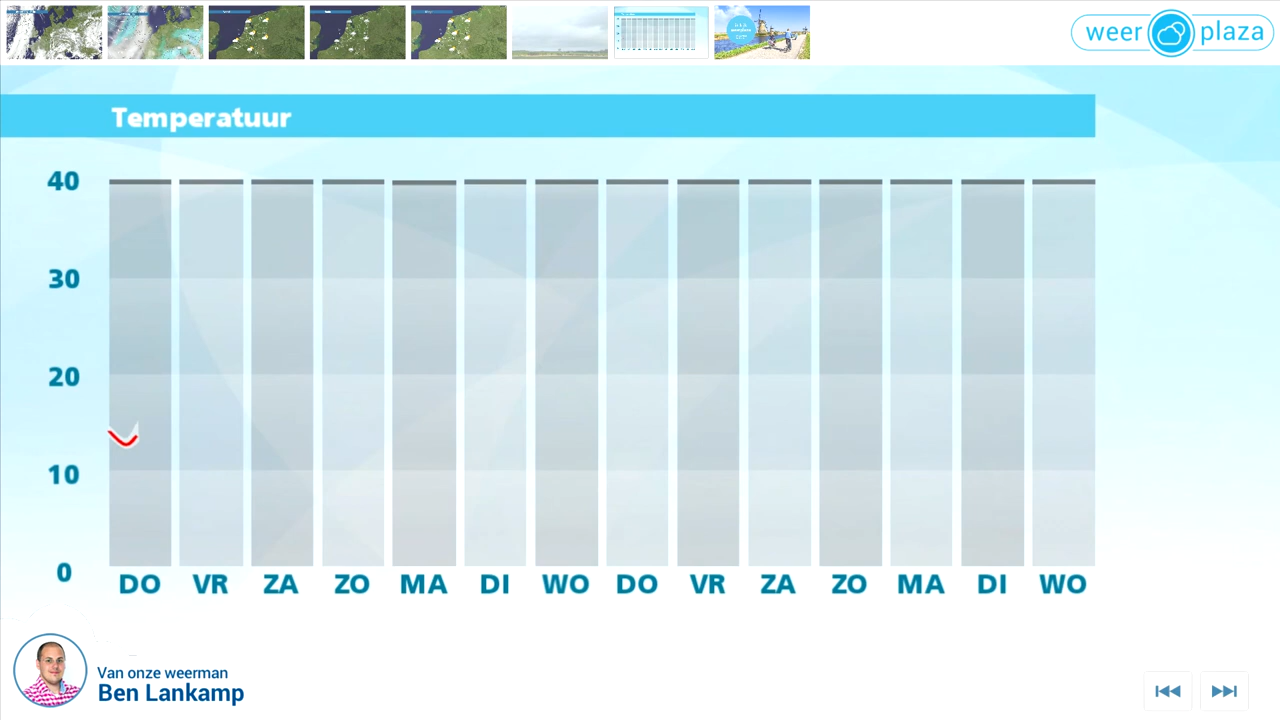 weer plaza
Temperatuur
40
30
20
10
0
DO VR ZA ZO MA DI WO DO VR ZA ZO MA DI WO
Van onze weerman
Ben Lankamp